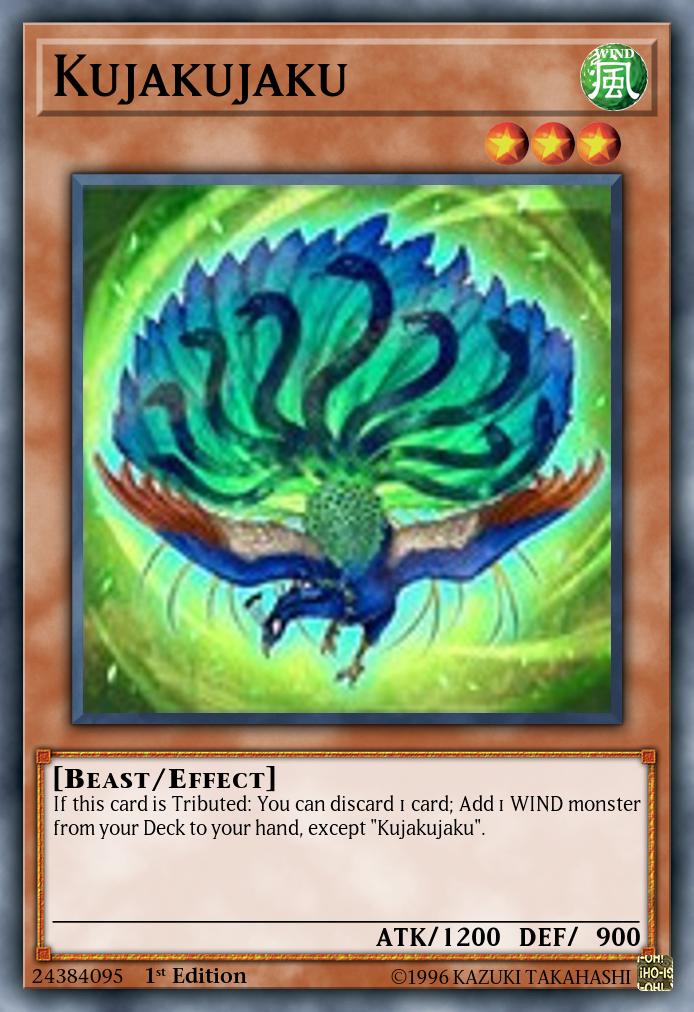 Kujakujaku
WIND
風
[Beast/Effect]
If this card is Tributed: You can discard 1 card; Add 1 WIND monster
from your Deck to your hand, except "Kujakujaku".
ATK/1200 DEF/ 900
24384095 1st Edition ©1996 KAZUKI TAKAHASHI